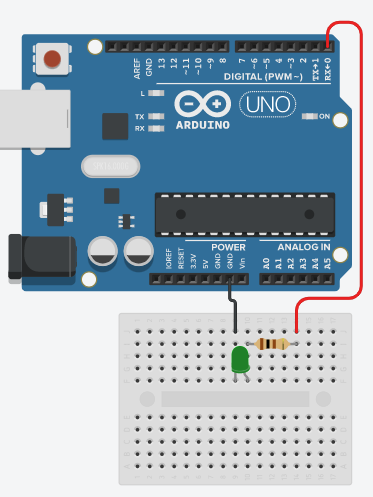 AREF
GND
13
12
~11
~10
~9
8
7
~6
~5
4
~3
2
TX→1
RX←0
DIGITAL (PWM~)
L
TX
RX
ARDUINO
UNO
ON
POWER
ANALOG IN
IOREF
RESET
3.3V
5V
GND
GND
Vin
A0
A1
A2
A3
A4
A5